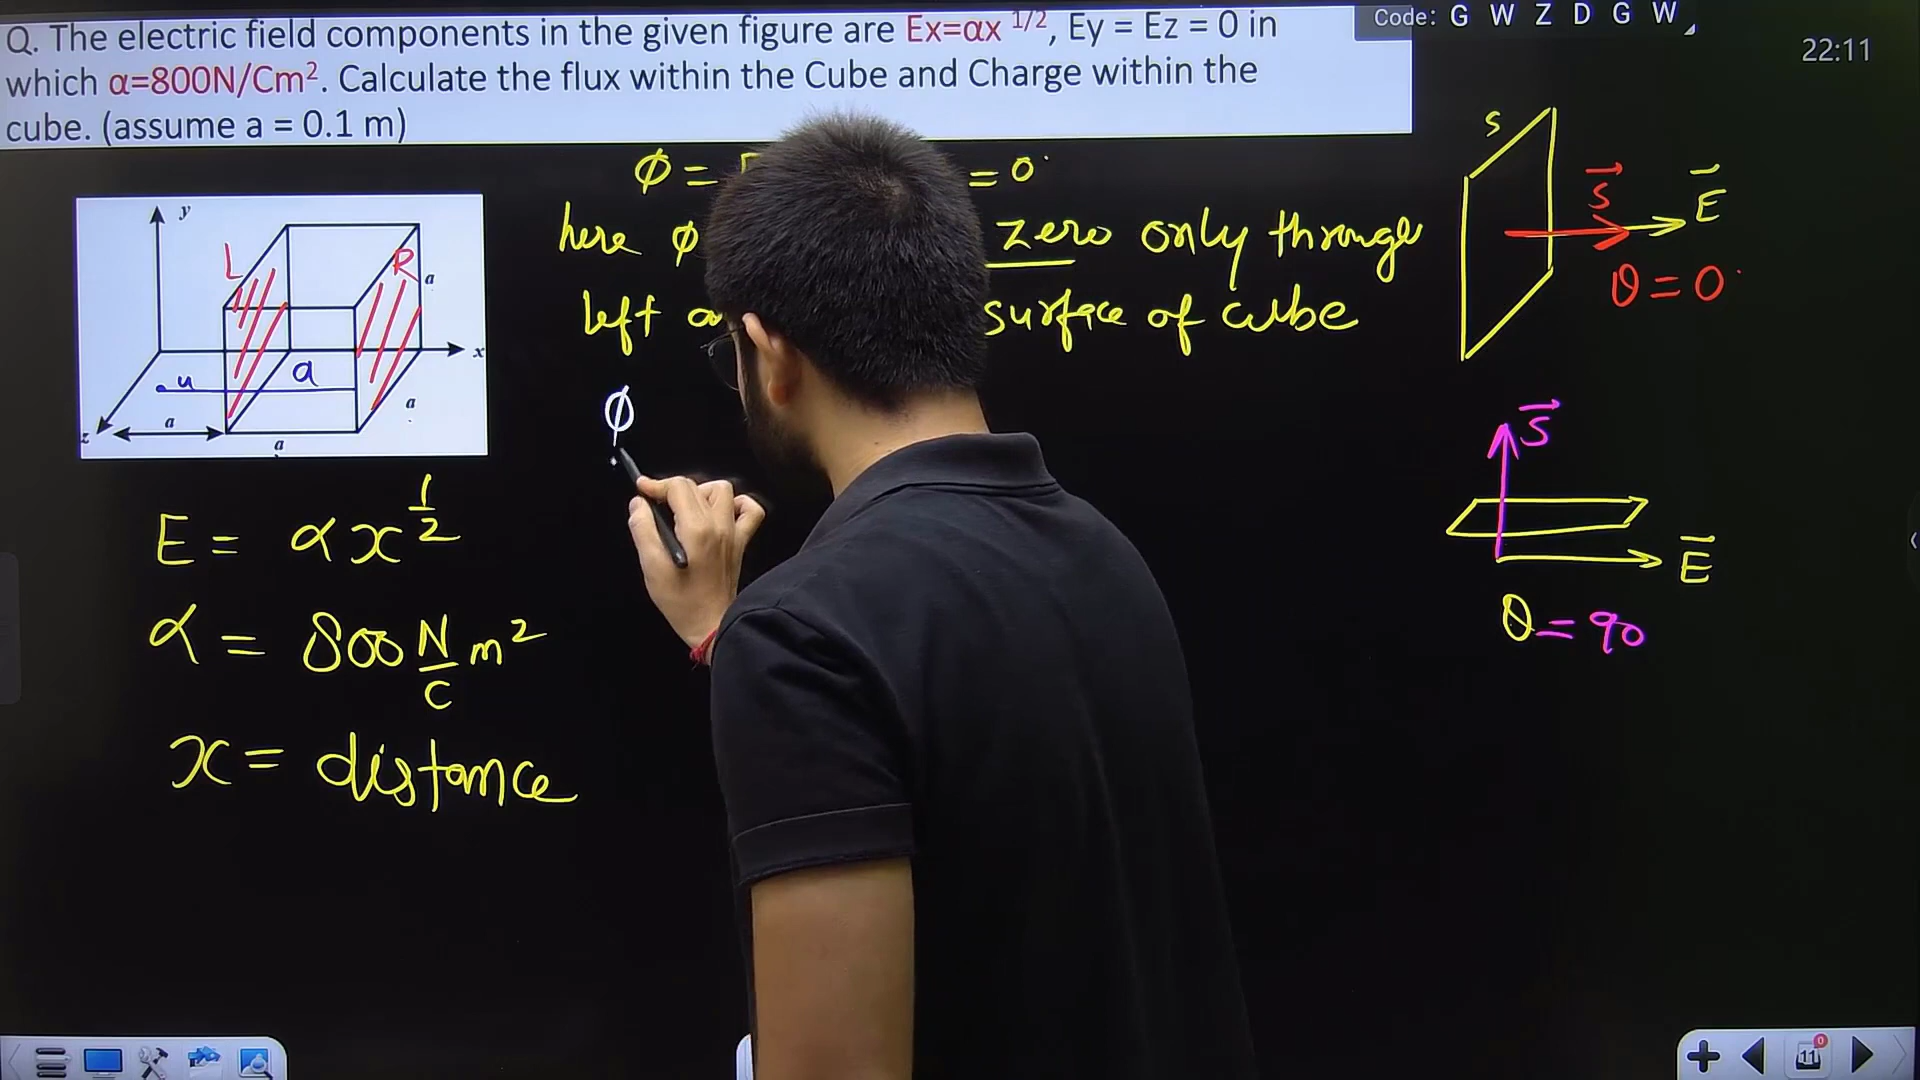 Q. The electric field components in the given figure are Ex=αx 1/2, Ey = Ez = 0 in
which α=800N/Cm². Calculate the flux within the Cube and Charge within the
cube. (assume a = 0.1 m)
Code: G W Z D G W
22:11
ϕ = = 0
here ϕ zero only through
left surface of cube
y
L
R
a
x
a
a
z
a
a
a
E = αx^1/2
α = 800 N/C m²
x = distance
ϕ
S
S
E
θ = 0
S
E
θ = 90
11
0